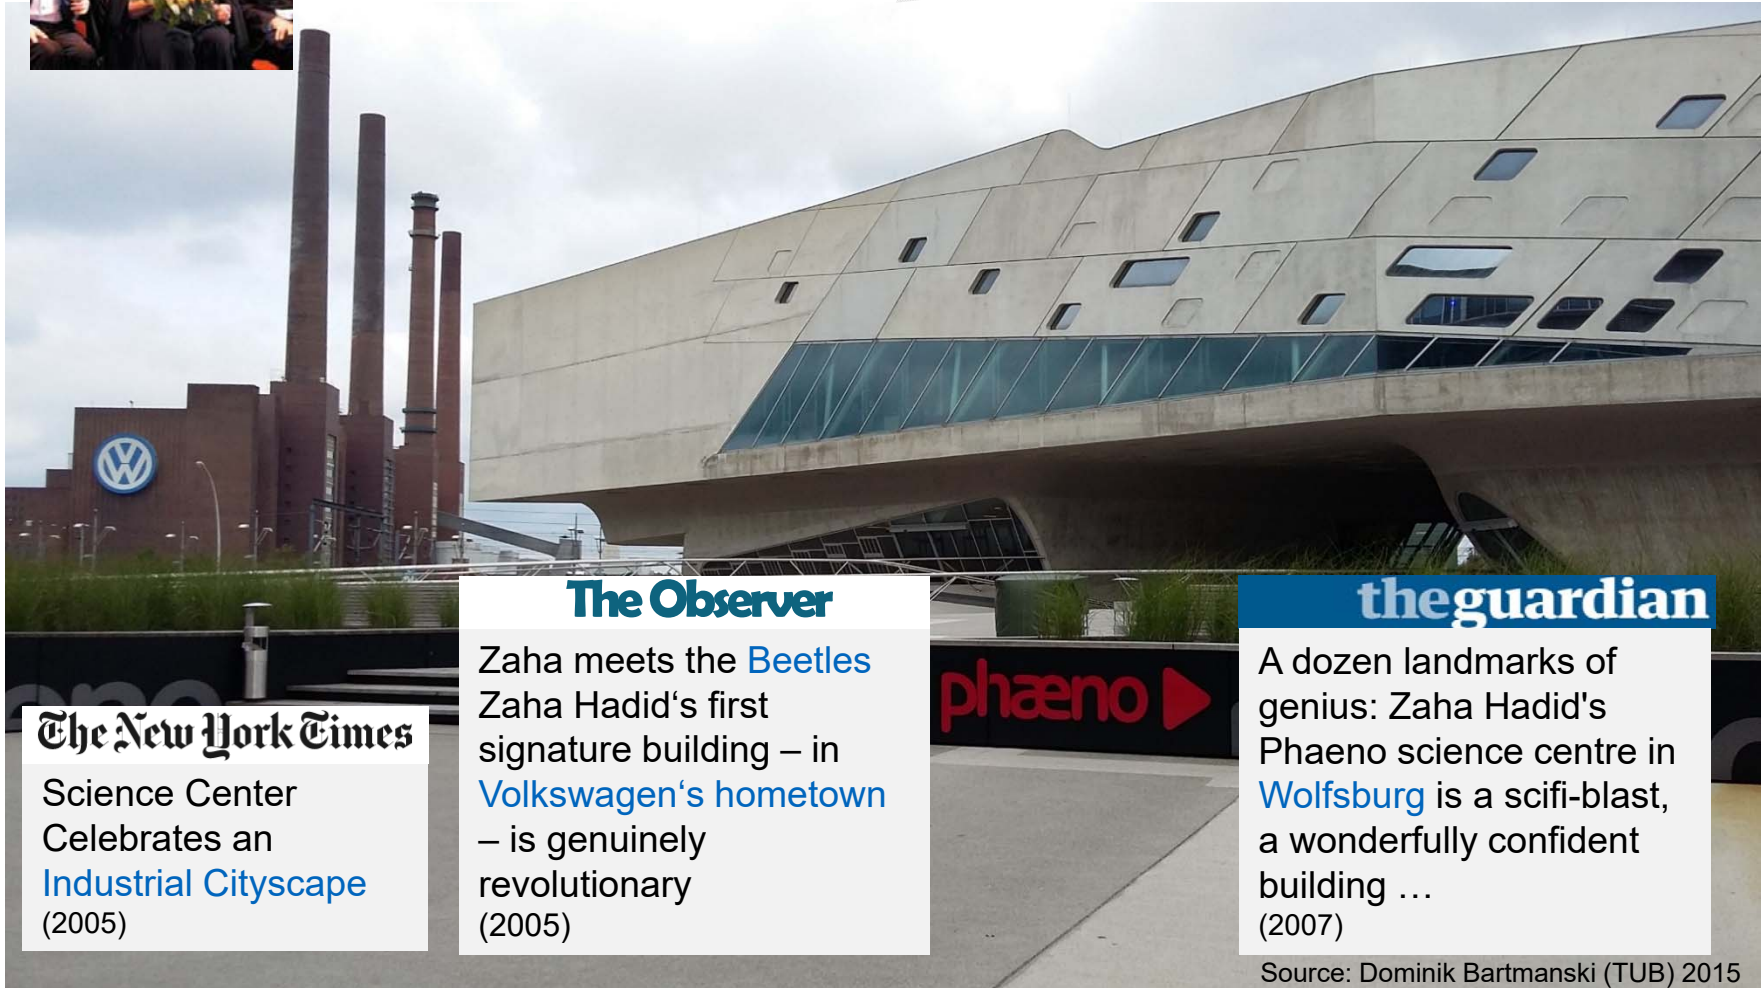 The New York Times
Science Center
Celebrates an
Industrial Cityscape
(2005)
The Observer
Zaha meets the Beetles
Zaha Hadid‘s first
signature building – in
Volkswagen‘s hometown
– is genuinely
revolutionary
(2005)
phæno
theguardian
A dozen landmarks of
genius: Zaha Hadid's
Phaeno science centre in
Wolfsburg is a scifi-blast,
a wonderfully confident
building …
(2007)
Source: Dominik Bartmanski (TUB) 2015
VW
eno